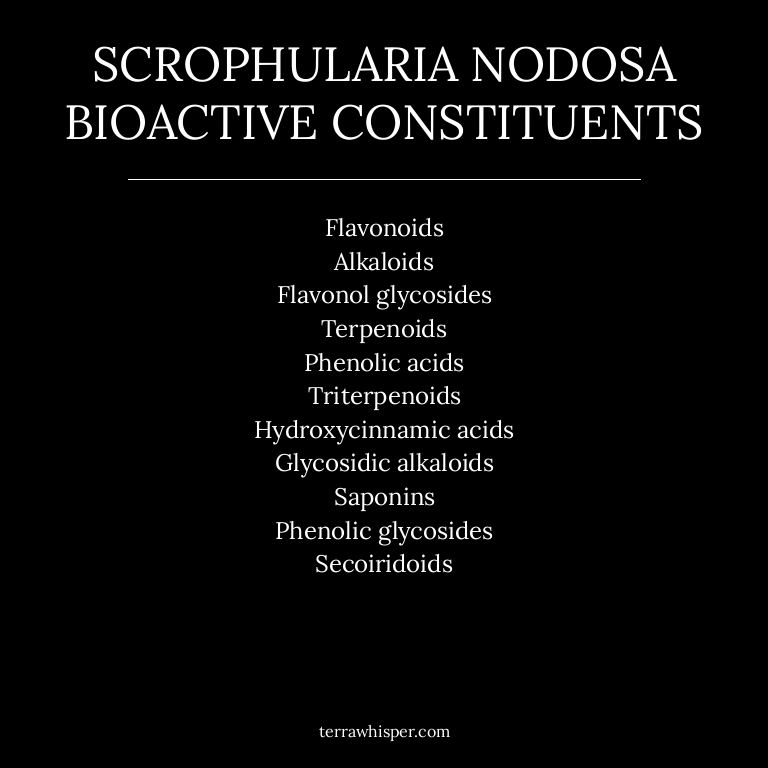 SCROPHULARIA NODOSA
BIOACTIVE CONSTITUENTS
Flavonoids
Alkaloids
Flavonol glycosides
Terpenoids
Phenolic acids
Triterpenoids
Hydroxycinnamic acids
Glycosidic alkaloids
Saponins
Phenolic glycosides
Secoiridoids
terrawhisper.com